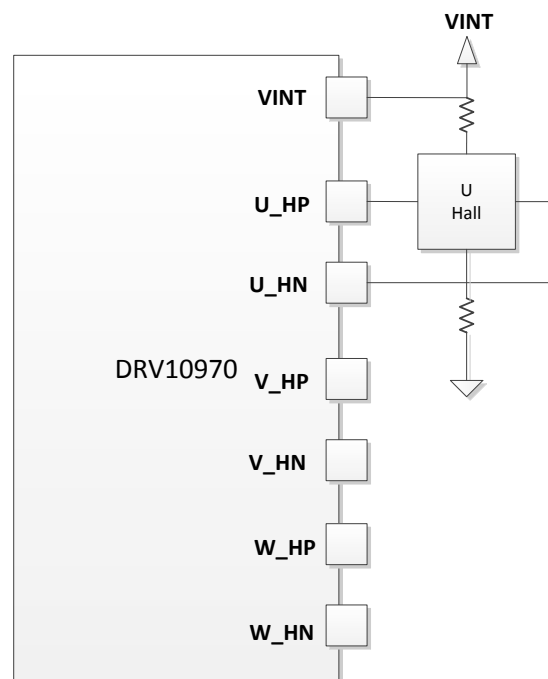 VINT
VINT
U_HP
U
Hall
U_HN
DRV10970
V_HP
V_HN
W_HP
W_HN